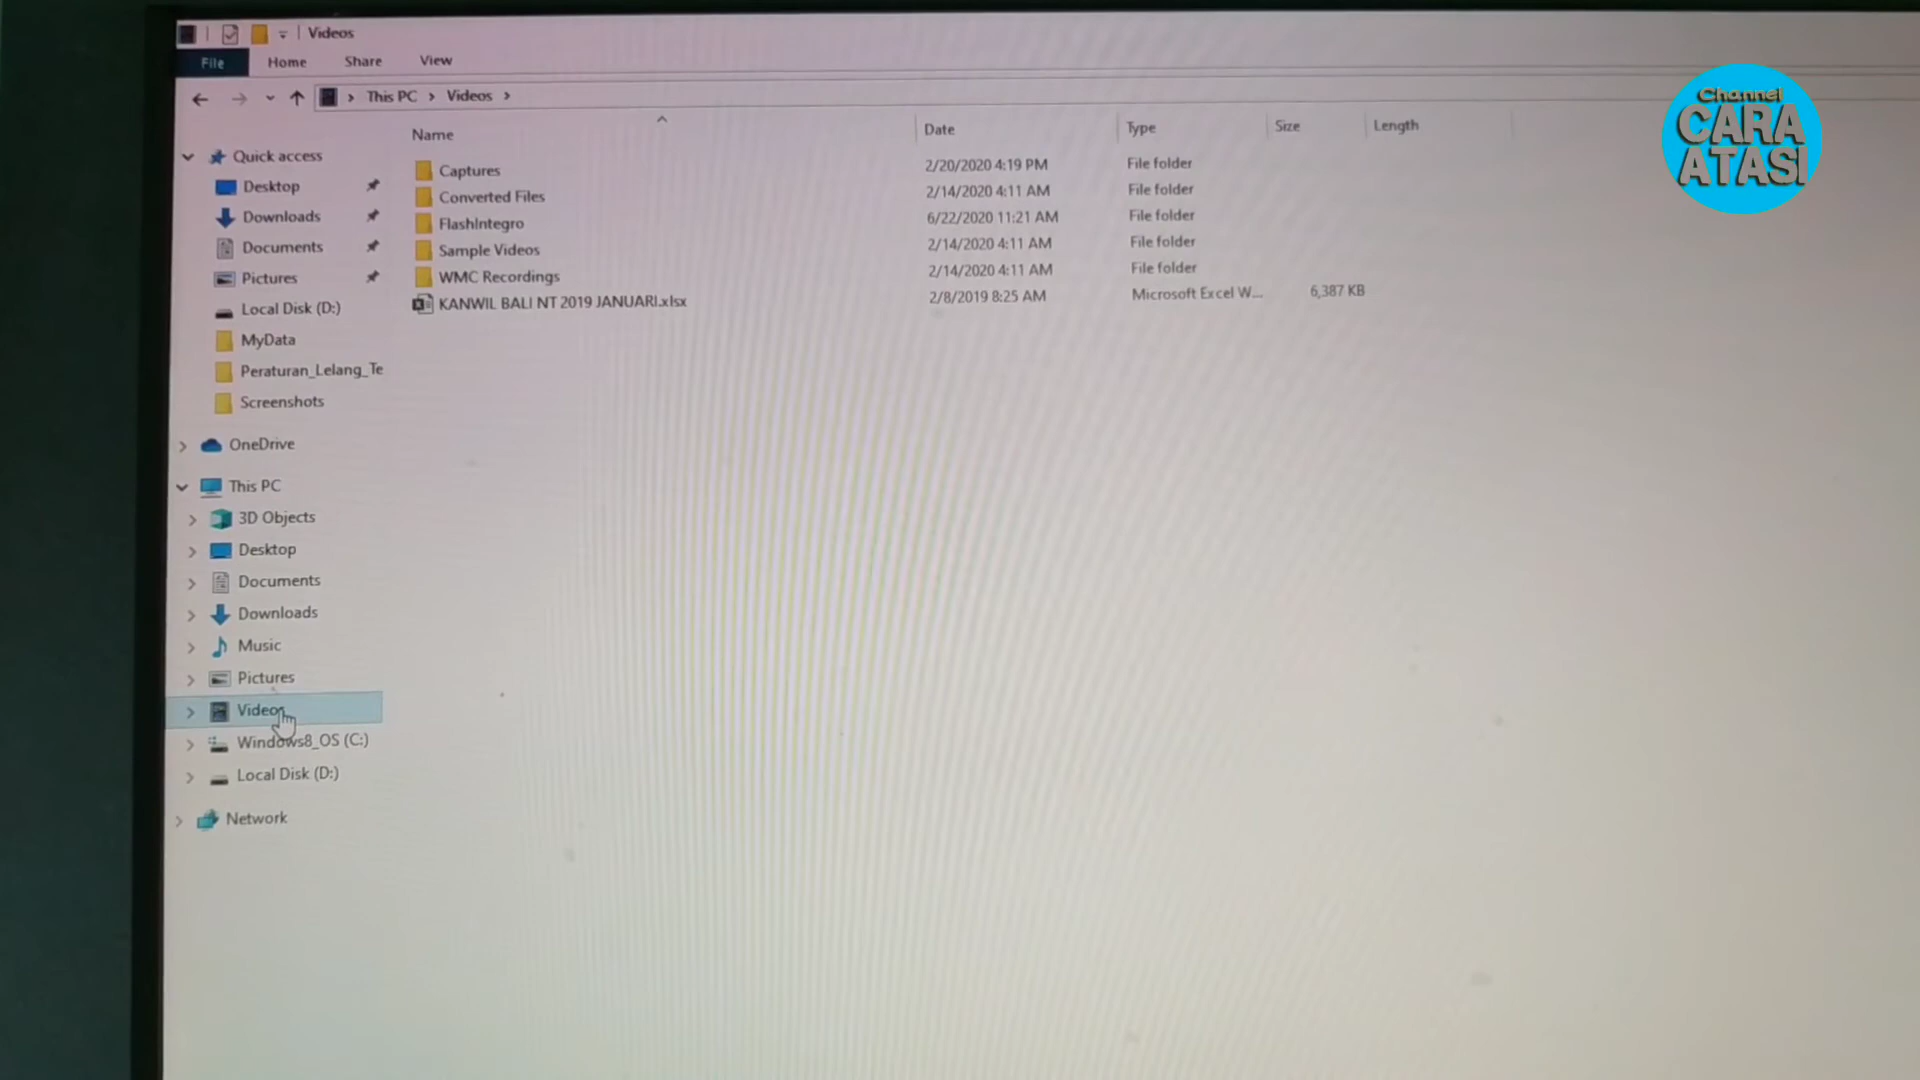 Videos
File Home Share View
This PC > Videos >
Channel
CARA
ATASI
Name Date Type Size Length
Captures 2/20/2020 4:19 PM File folder
Converted Files 2/14/2020 4:11 AM File folder
FlashIntegro 6/22/2020 11:21 AM File folder
Sample Videos 2/14/2020 4:11 AM File folder
WMC Recordings 2/14/2020 4:11 AM File folder
KANWIL BALI NT 2019 JANUARI.xlsx 2/8/2019 8:25 AM Microsoft Excel W... 6,387 KB
Quick access
Desktop
Downloads
Documents
Pictures
Local Disk (D:)
MyData
Peraturan_Lelang_Te
Screenshots
OneDrive
This PC
3D Objects
Desktop
Documents
Downloads
Music
Pictures
Videos
Windows8_OS (C:)
Local Disk (D:)
Network